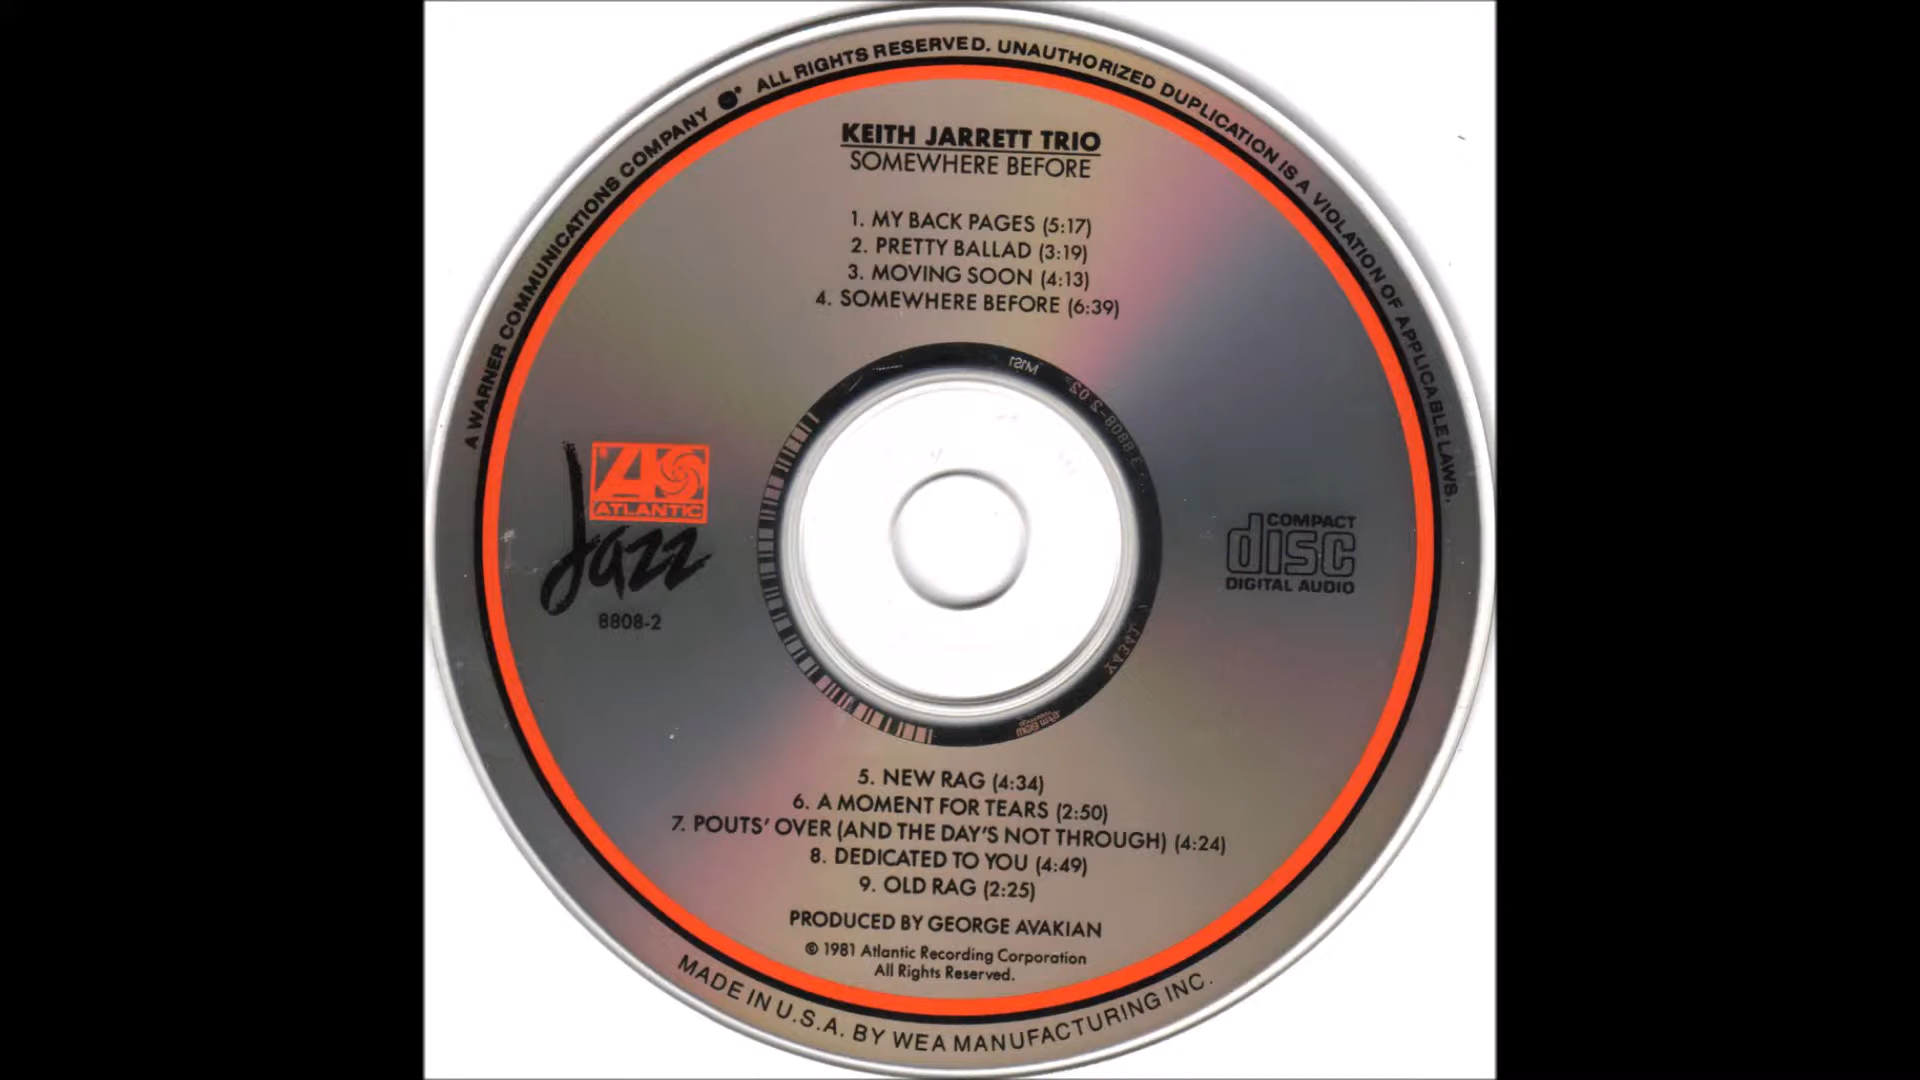 A WARNER COMMUNICATIONS COMPANY ALL RIGHTS RESERVED. UNAUTHORIZED DUPLICATION IS A VIOLATION OF APPLICABLE LAWS.
KEITH JARRETT TRIO
SOMEWHERE BEFORE
1. MY BACK PAGES (5:17)
2. PRETTY BALLAD (3:19)
3. MOVING SOON (4:13)
4. SOMEWHERE BEFORE (6:39)
ATLANTIC
Jazz
8808-2
COMPACT
disc
DIGITAL AUDIO
5. NEW RAG (4:34)
6. A MOMENT FOR TEARS (2:50)
7. POUTS' OVER (AND THE DAY'S NOT THROUGH) (4:24)
8. DEDICATED TO YOU (4:49)
9. OLD RAG (2:25)
PRODUCED BY GEORGE AVAKIAN
© 1981 Atlantic Recording Corporation
All Rights Reserved.
MADE IN U.S.A. BY WEA MANUFACTURING INC.